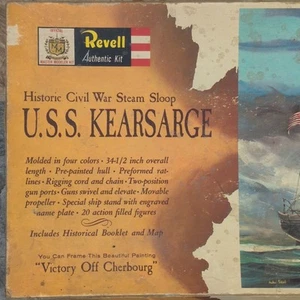 Revell
Authentic Kit
Historic Civil War Steam Sloop
U.S.S. KEARSARGE
Molded in four colors · 34-1/2 inch overall
length · Pre-painted hull · Preformed rat-
lines · Rigging cord and chain · Two-position
gun ports · Guns swivel and elevate · Movable
propeller · Special ship stand with engraved
name plate · 20 action filled figures
Includes Historical Booklet and Map
You Can Frame This Beautiful Painting
"Victory Off Cherbourg"